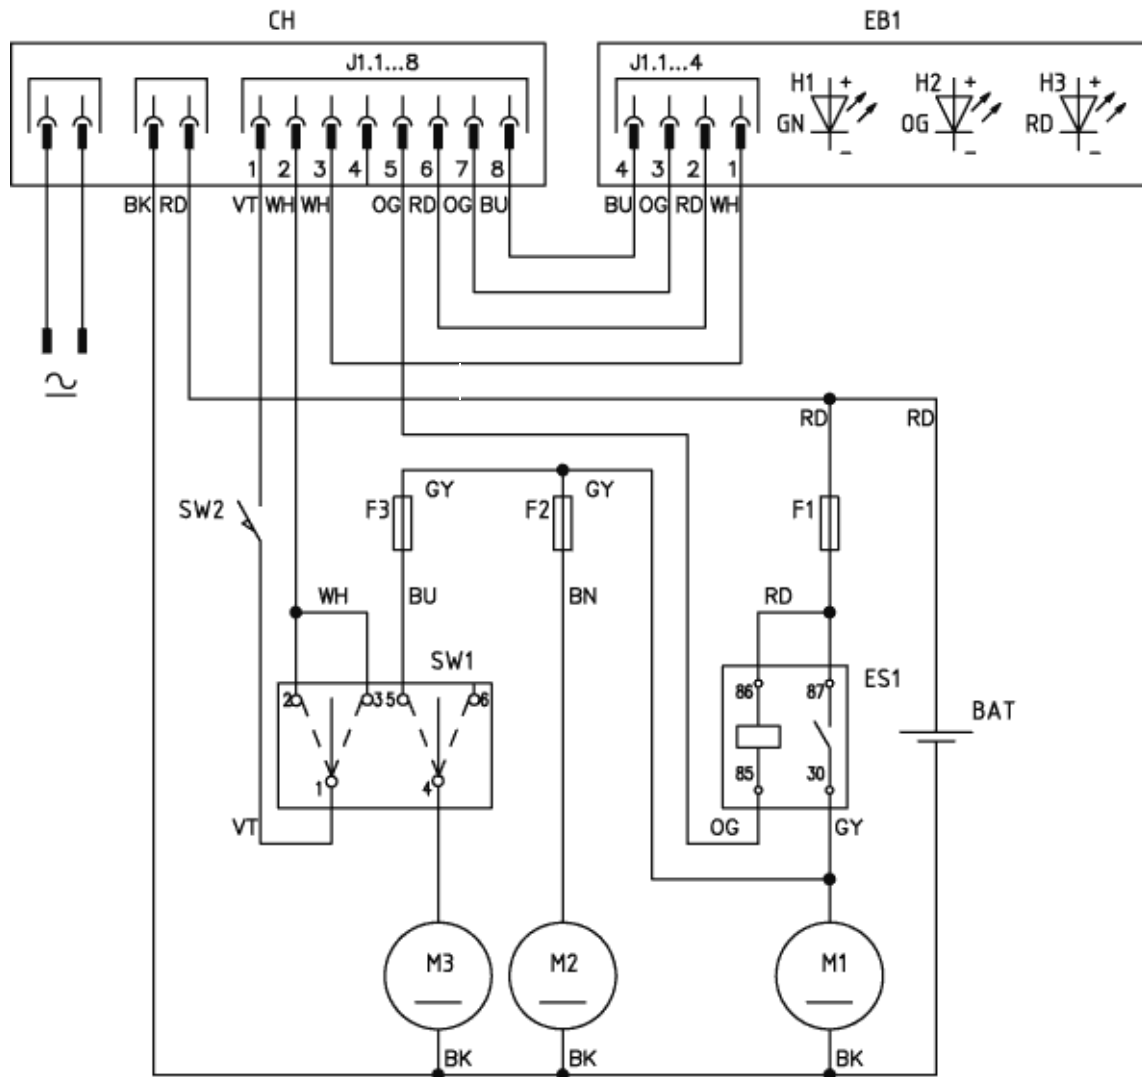 CH EB1
J1.1...8 J1.1...4 H1 + H2 + H3 +
GN OG RD
1 2 3 4 5 6 7 8 4 3 2 1 - - -
BK RD VT WH WH OG RD OG BU BU OG RD WH
RD RD
GY GY
SW2 F3 F2 F1
WH BU BN RD
SW1 ES1
2 3 5 6 86 87
BAT
1 4 85 30
VT OG GY
M3 M2 M1
BK BK BK